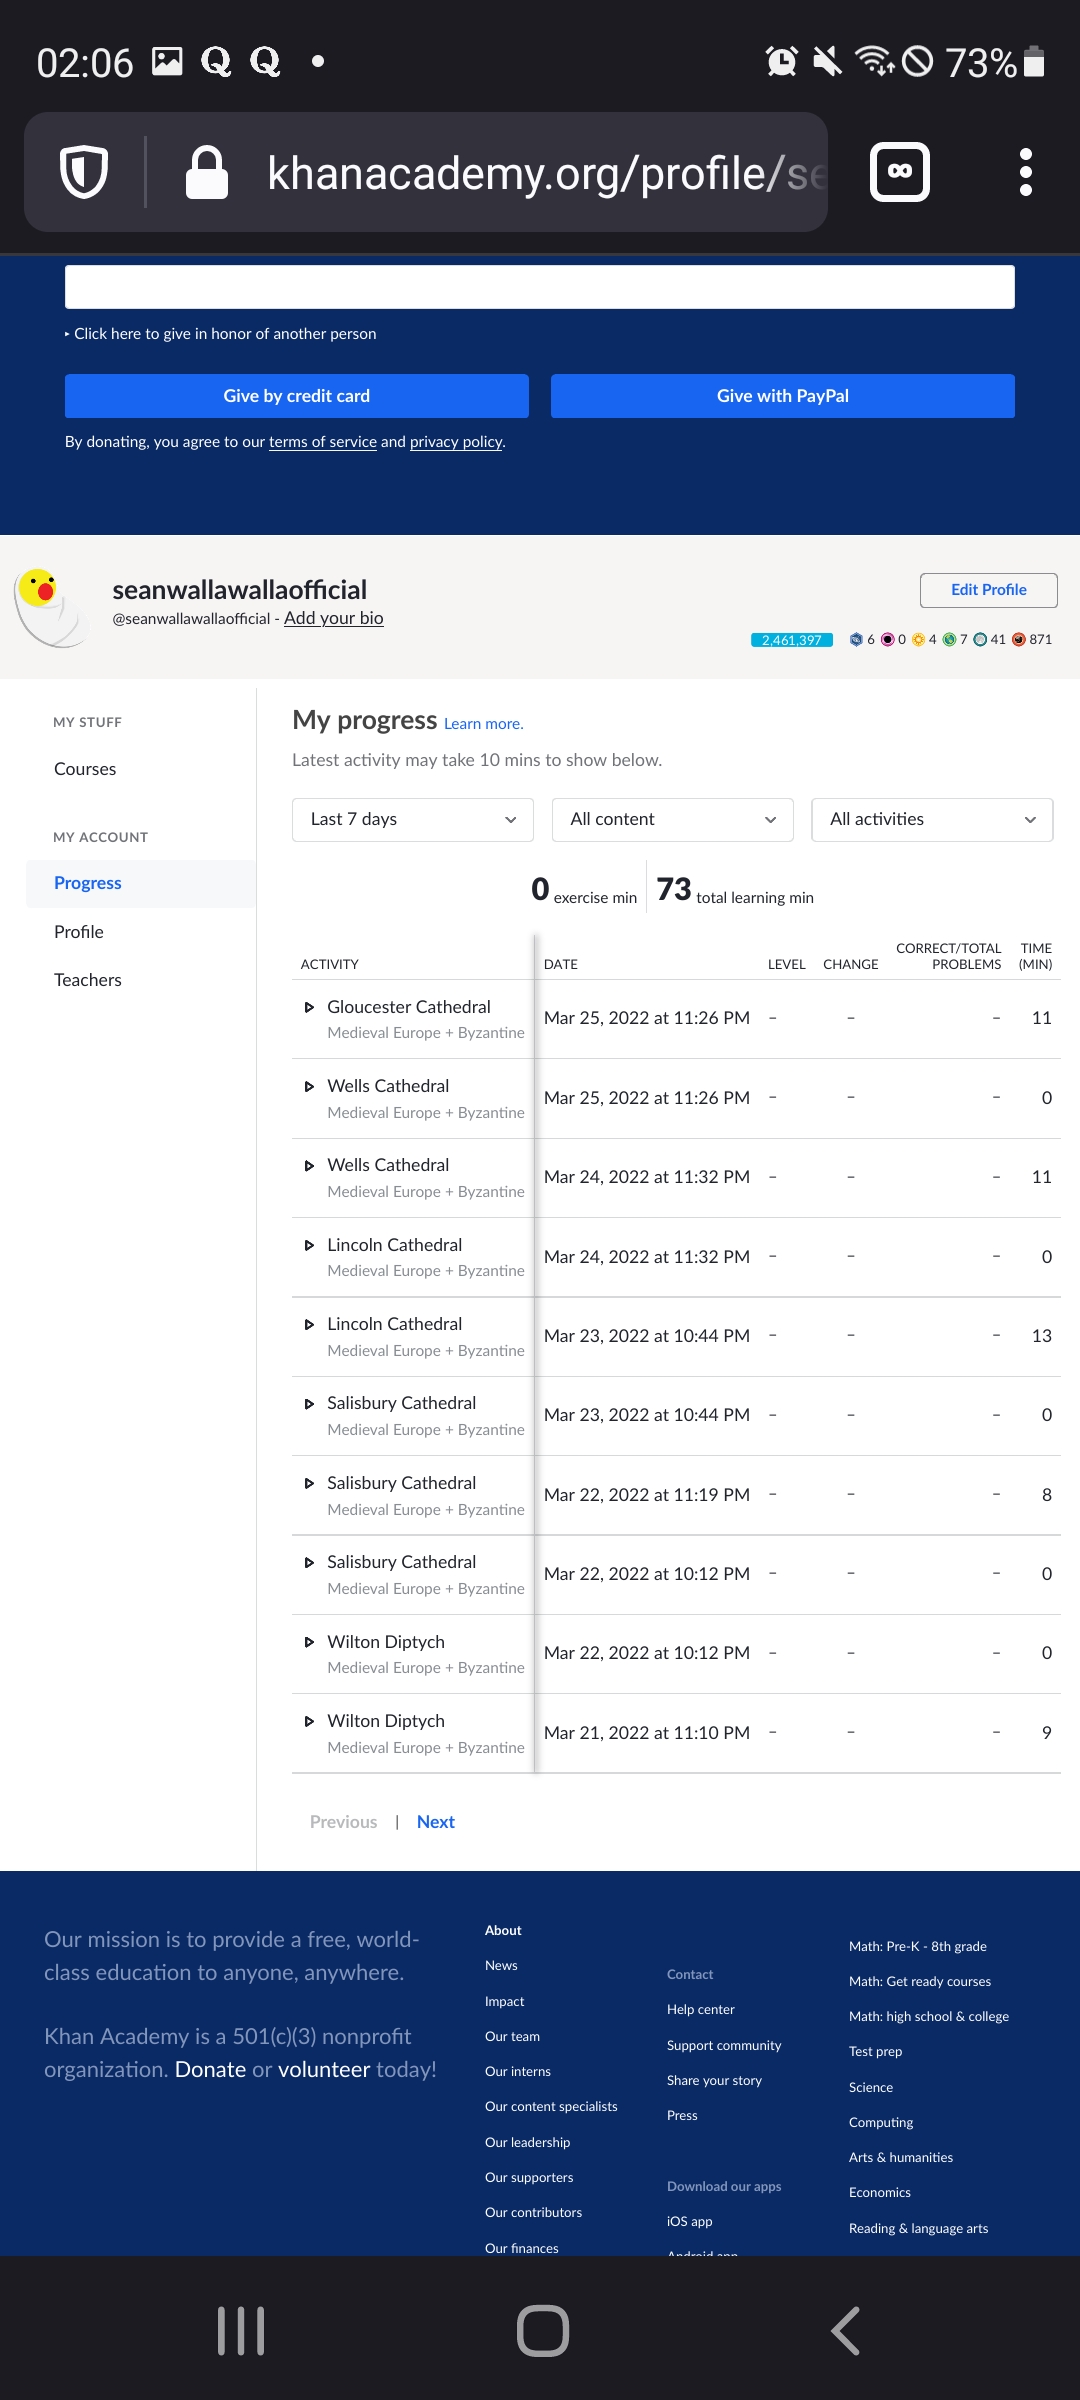 02:06 73%
khanacademy.org/profile/se
Click here to give in honor of another person
Give by credit card Give with PayPal
By donating, you agree to our terms of service and privacy policy.
seanwallawallaofficial
@seanwallawallaofficial - Add your bio
Edit Profile
2,461,397 6 0 4 7 41 871
MY STUFF
Courses
MY ACCOUNT
Progress
Profile
Teachers
My progress Learn more.
Latest activity may take 10 mins to show below.
Last 7 days All content All activities
0 exercise min 73 total learning min
ACTIVITY DATE LEVEL CHANGE CORRECT/TOTAL PROBLEMS TIME (MIN)
Gloucester Cathedral
Medieval Europe + Byzantine
Mar 25, 2022 at 11:26 PM – – – 11
Wells Cathedral
Medieval Europe + Byzantine
Mar 25, 2022 at 11:26 PM – – – 0
Wells Cathedral
Medieval Europe + Byzantine
Mar 24, 2022 at 11:32 PM – – – 11
Lincoln Cathedral
Medieval Europe + Byzantine
Mar 24, 2022 at 11:32 PM – – – 0
Lincoln Cathedral
Medieval Europe + Byzantine
Mar 23, 2022 at 10:44 PM – – – 13
Salisbury Cathedral
Medieval Europe + Byzantine
Mar 23, 2022 at 10:44 PM – – – 0
Salisbury Cathedral
Medieval Europe + Byzantine
Mar 22, 2022 at 11:19 PM – – – 8
Salisbury Cathedral
Medieval Europe + Byzantine
Mar 22, 2022 at 10:12 PM – – – 0
Wilton Diptych
Medieval Europe + Byzantine
Mar 22, 2022 at 10:12 PM – – – 0
Wilton Diptych
Medieval Europe + Byzantine
Mar 21, 2022 at 11:10 PM – – – 9
Previous | Next
Our mission is to provide a free, world-
class education to anyone, anywhere.
Khan Academy is a 501(c)(3) nonprofit
organization. Donate or volunteer today!
About
News
Impact
Our team
Our interns
Our content specialists
Our leadership
Our supporters
Our contributors
Our finances
Contact
Help center
Support community
Share your story
Press
Download our apps
iOS app
Android app
Math: Pre-K - 8th grade
Math: Get ready courses
Math: high school & college
Test prep
Science
Computing
Arts & humanities
Economics
Reading & language arts